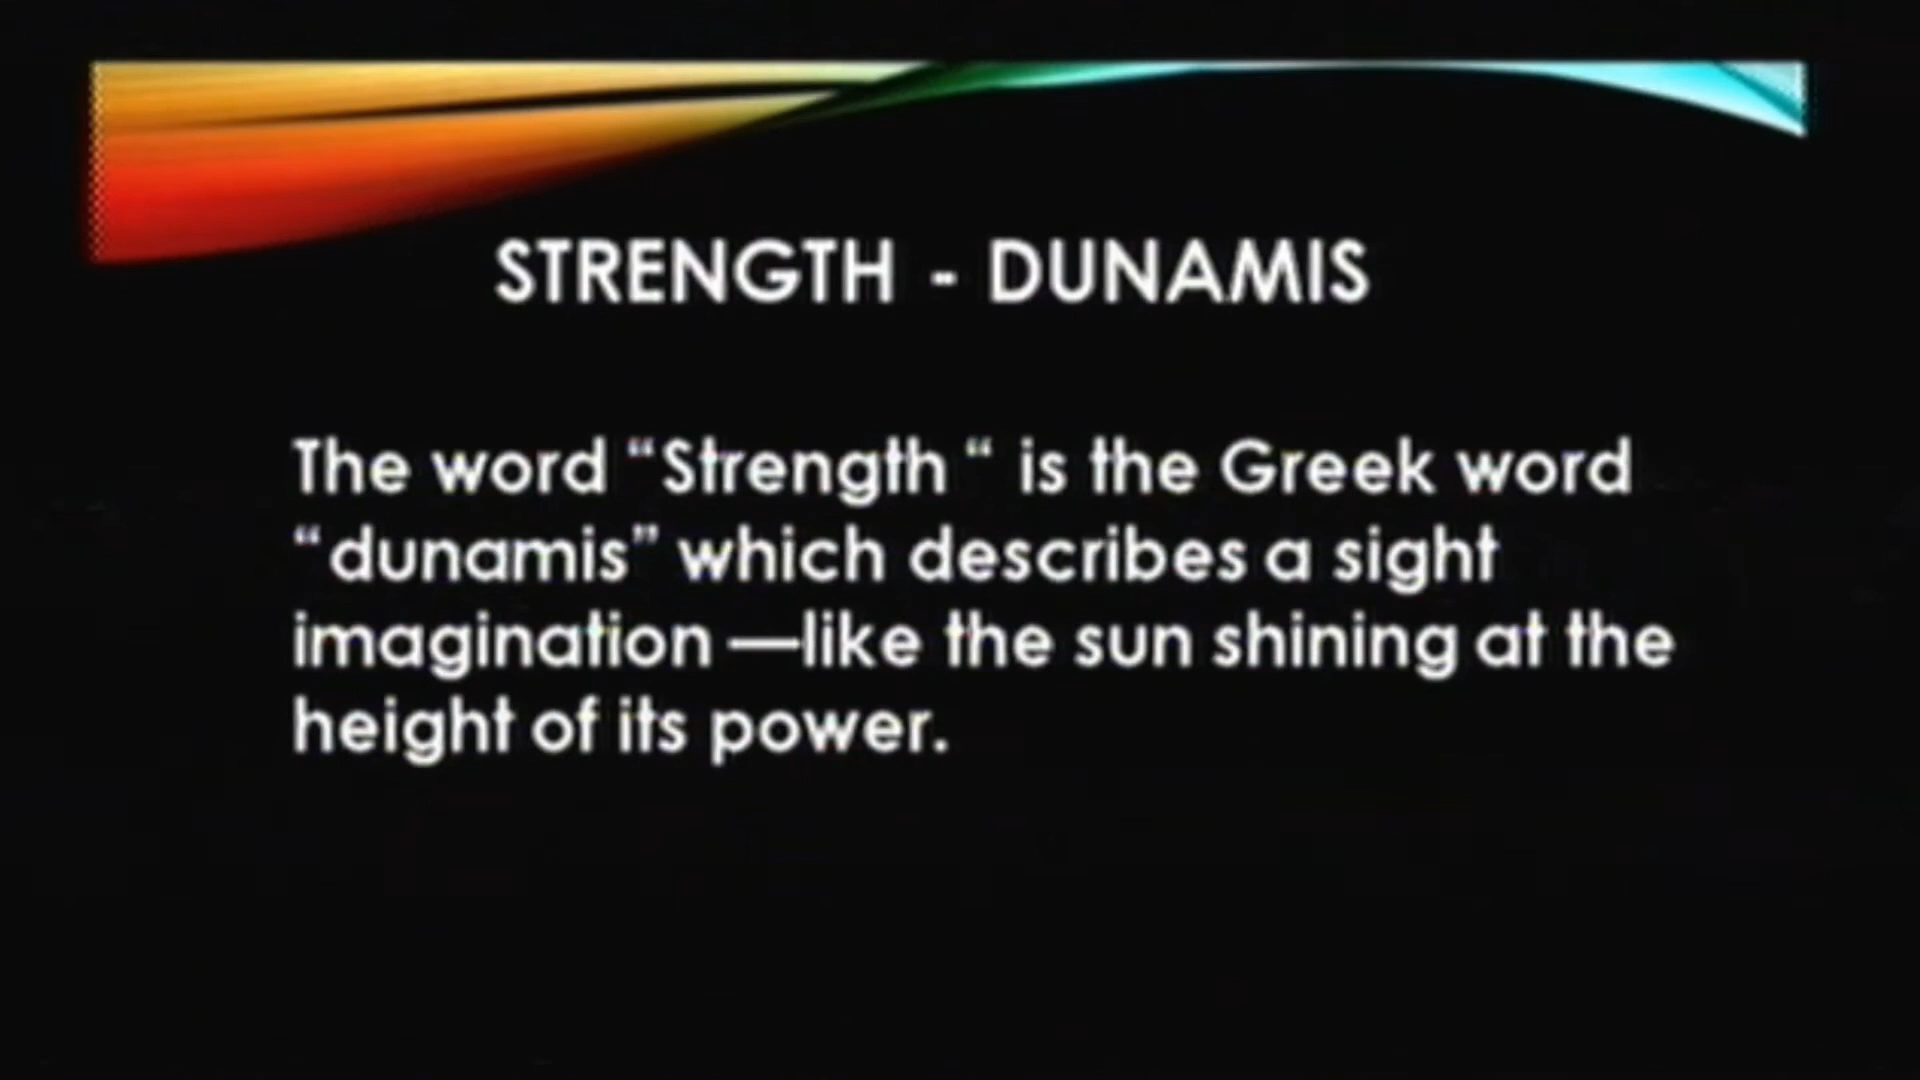 STRENGTH - DUNAMIS
The word “Strength “ is the Greek word
“dunamis” which describes a sight
imagination —like the sun shining at the
height of its power.